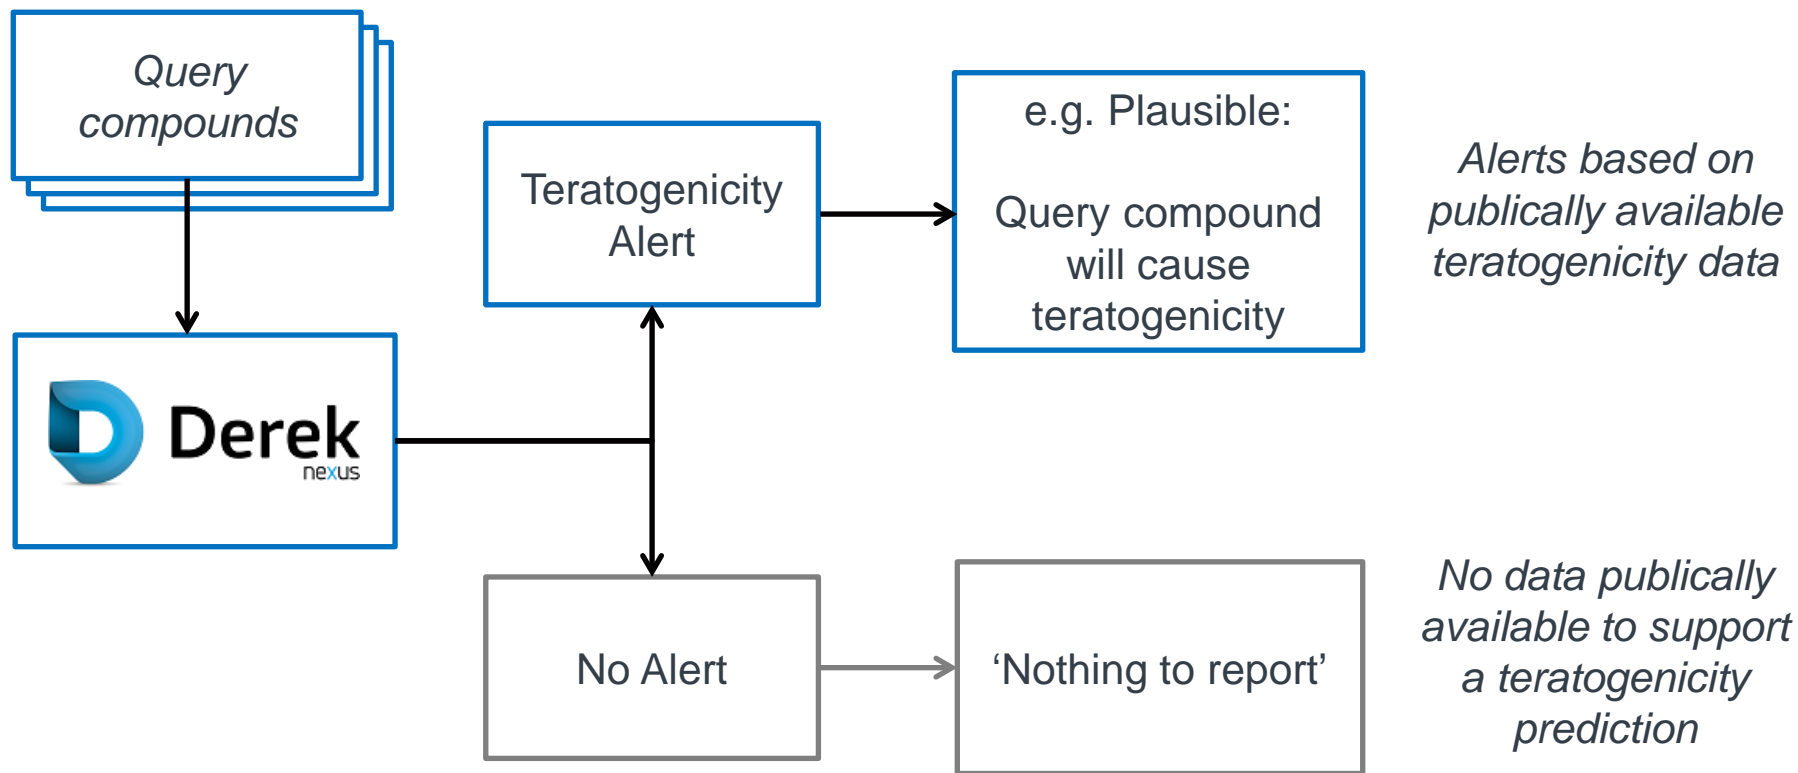 Query
compounds
Derek
nexus
Teratogenicity
Alert
e.g. Plausible:
Query compound
will cause
teratogenicity
Alerts based on
publically available
teratogenicity data
No Alert
‘Nothing to report’
No data publically
available to support
a teratogenicity
prediction